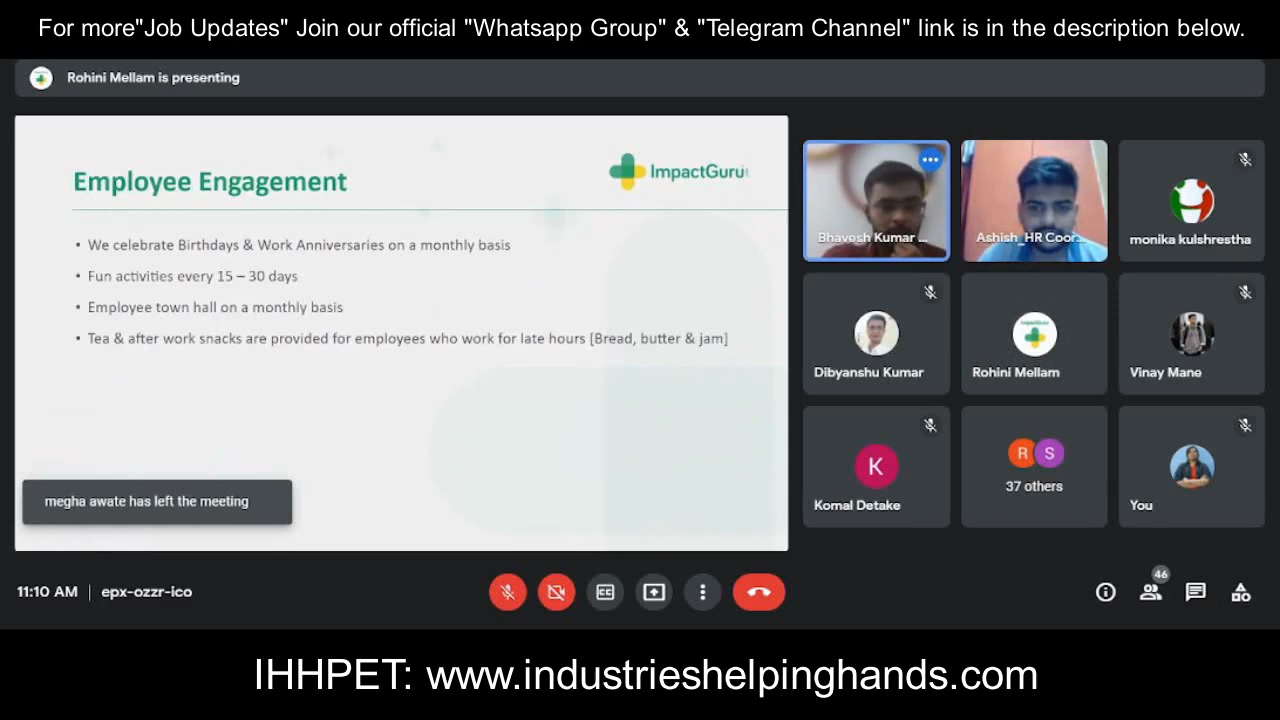 For more"Job Updates" Join our official "Whatsapp Group" & "Telegram Channel" link is in the description below.
Rohini Mellam is presenting
Employee Engagement
ImpactGuru
• We celebrate Birthdays & Work Anniversaries on a monthly basis
• Fun activities every 15 – 30 days
• Employee town hall on a monthly basis
• Tea & after work snacks are provided for employees who work for late hours [Bread, butter & jam]
megha awate has left the meeting
Bhavesh Kumar ...
Ashish_HR Coor...
monika kulshrestha
Dibyanshu Kumar
ImpactGuru
Rohini Mellam
Vinay Mane
K
Komal Detake
R S
37 others
You
11:10 AM | epx-ozzr-ico
CC
46
IHHPET: www.industrieshelpinghands.com